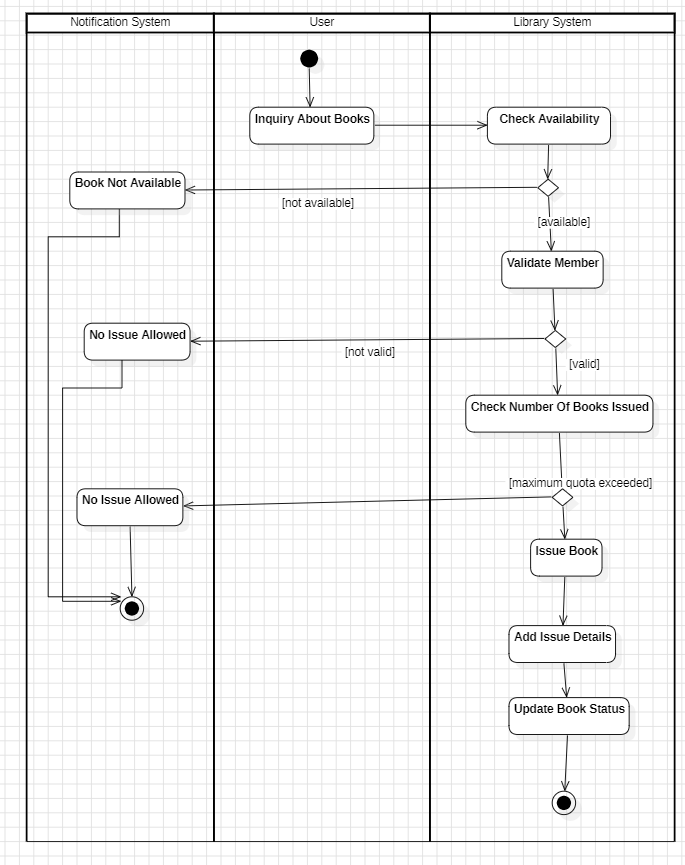 Notification System
User
Library System
Inquiry About Books
Check Availability
Book Not Available
[not available]
[available]
Validate Member
No Issue Allowed
[not valid]
[valid]
Check Number Of Books Issued
[maximum quota exceeded]
No Issue Allowed
Issue Book
Add Issue Details
Update Book Status